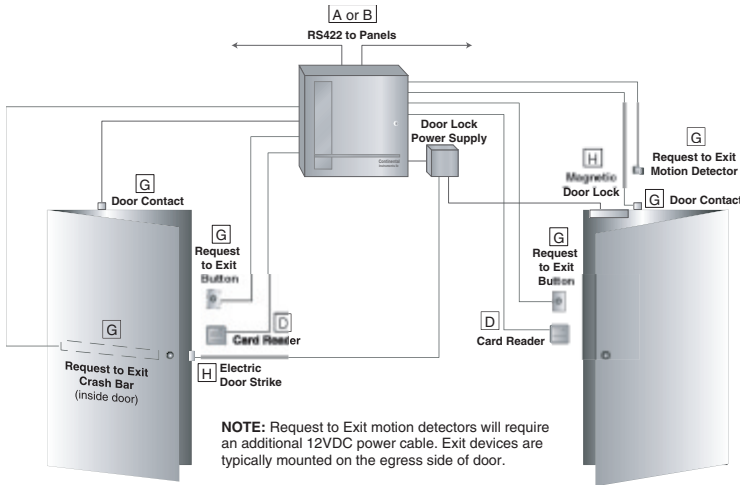 A or B
RS422 to Panels
Continental
Door Lock
Power Supply
H
Magnetic
Door Lock
G
Request to Exit
Motion Detector
G
Door Contact
G Door Contact
G
Request
to Exit
Button
G
Request
to Exit
Button
D
Card Reader
D
Card Reader
G
Request to Exit
Crash Bar
(inside door)
H Electric
Door Strike
NOTE: Request to Exit motion detectors will require
an additional 12VDC power cable. Exit devices are
typically mounted on the egress side of door.